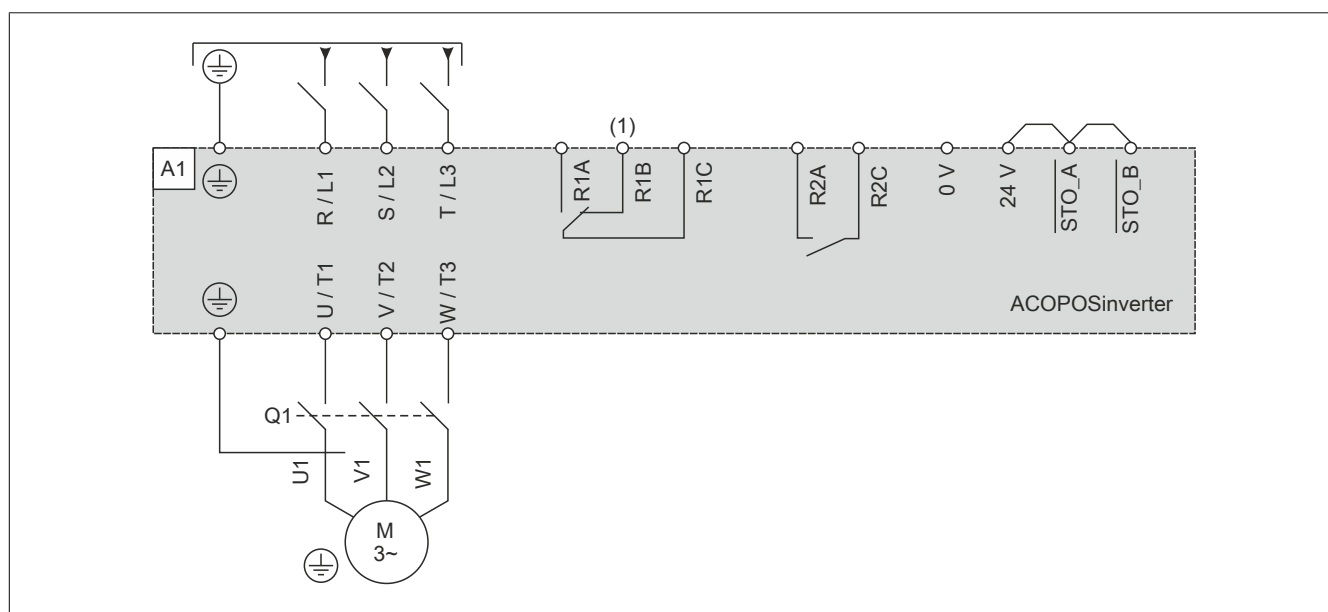 (1)
A1
R / L1
S / L2
T / L3
R1A
R1B
R1C
R2A
R2C
0 V
24 V
STO_A
STO_B
U / T1
V / T2
W / T3
ACOPOSinverter
Q1
U1
V1
W1
M
3~